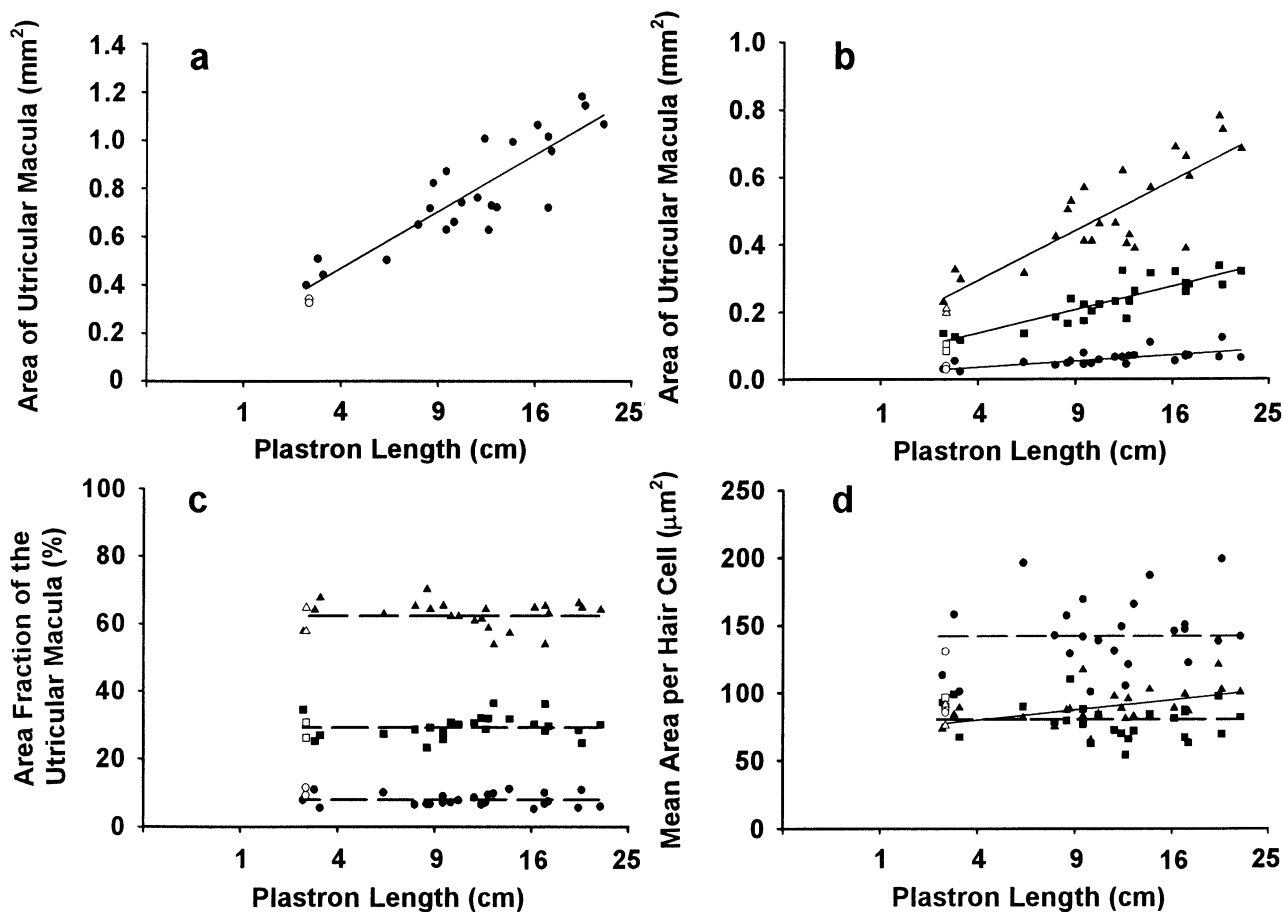 a
Area of Utricular Macula (mm2)
1.4
1.2
1.0
0.8
0.6
0.4
0.2
0
1 4 9 16 25
Plastron Length (cm)
b
Area of Utricular Macula (mm2)
1.0
0.8
0.6
0.4
0.2
0.0
1 4 9 16 25
Plastron Length (cm)
c
Area Fraction of the
Utricular Macula (%)
100
80
60
40
20
0
1 4 9 16 25
Plastron Length (cm)
d
Mean Area per Hair Cell (μm2)
250
200
150
100
50
0
1 4 9 16 25
Plastron Length (cm)